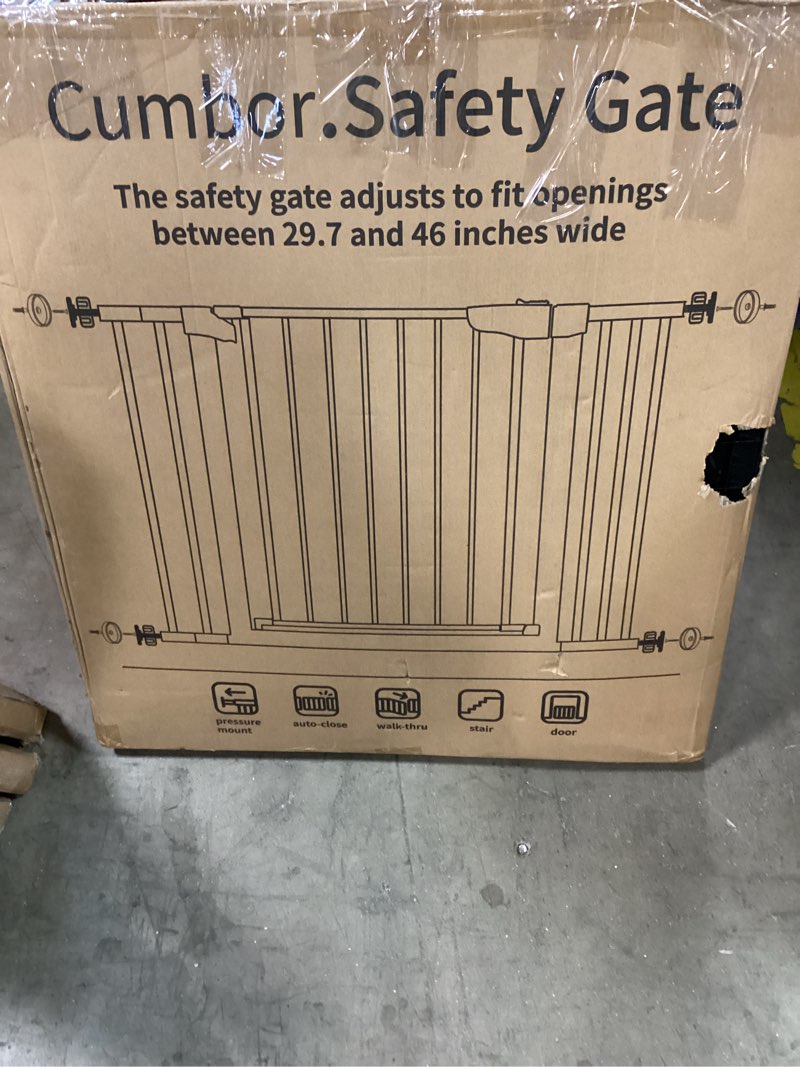 Cumbor.Safety Gate
The safety gate adjusts to fit openings
between 29.7 and 46 inches wide
pressure
mount
auto-close
walk-thru
stair
door